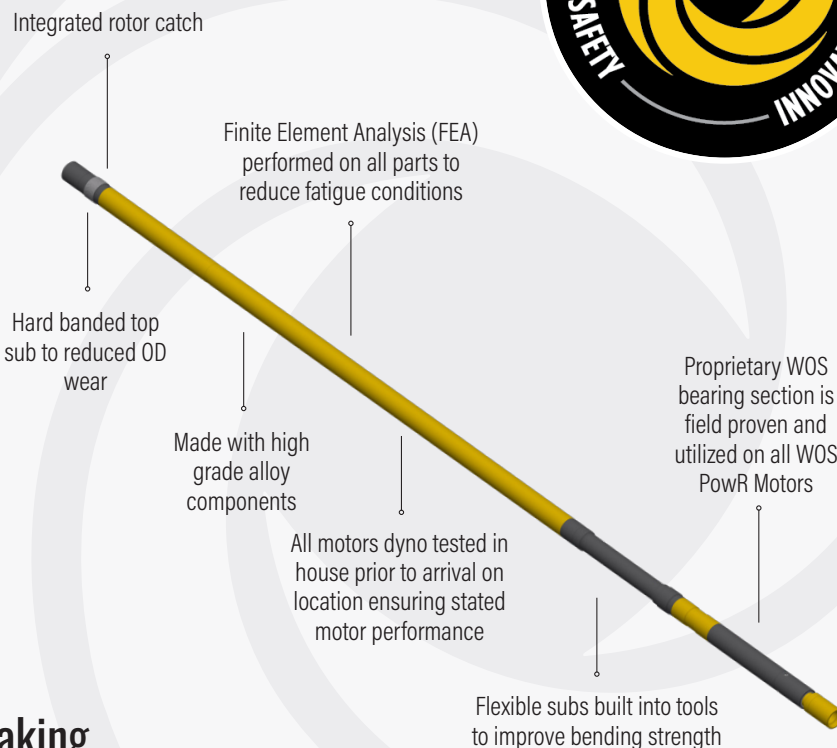 Integrated rotor catch
SAFETY
Finite Element Analysis (FEA)
performed on all parts to
reduce fatigue conditions
Hard banded top
sub to reduced OD
wear
Proprietary WOS
bearing section is
field proven and
utilized on all WOS
PowR Motors
Made with high
grade alloy
components
All motors dyno tested in
house prior to arrival on
location ensuring stated
motor performance
Flexible subs built into tools
to improve bending strength